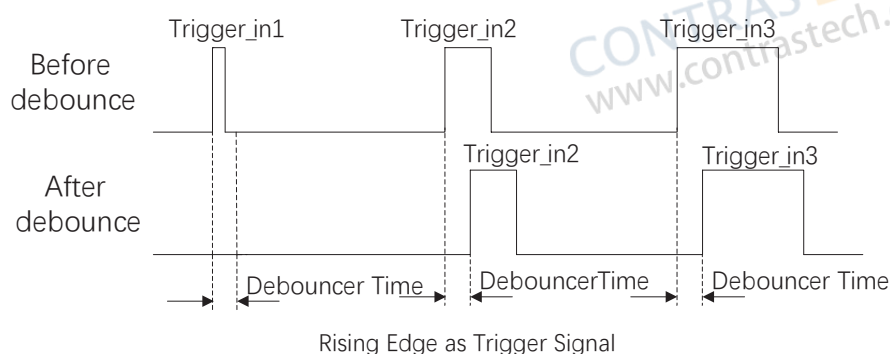 CONTRAS
www.contrastech.
Trigger_in1
Trigger_in2
Trigger_in3
Before
debounce
Trigger_in2
Trigger_in3
After
debounce
Debouncer Time
DebouncerTime
Debouncer Time
Rising Edge as Trigger Signal